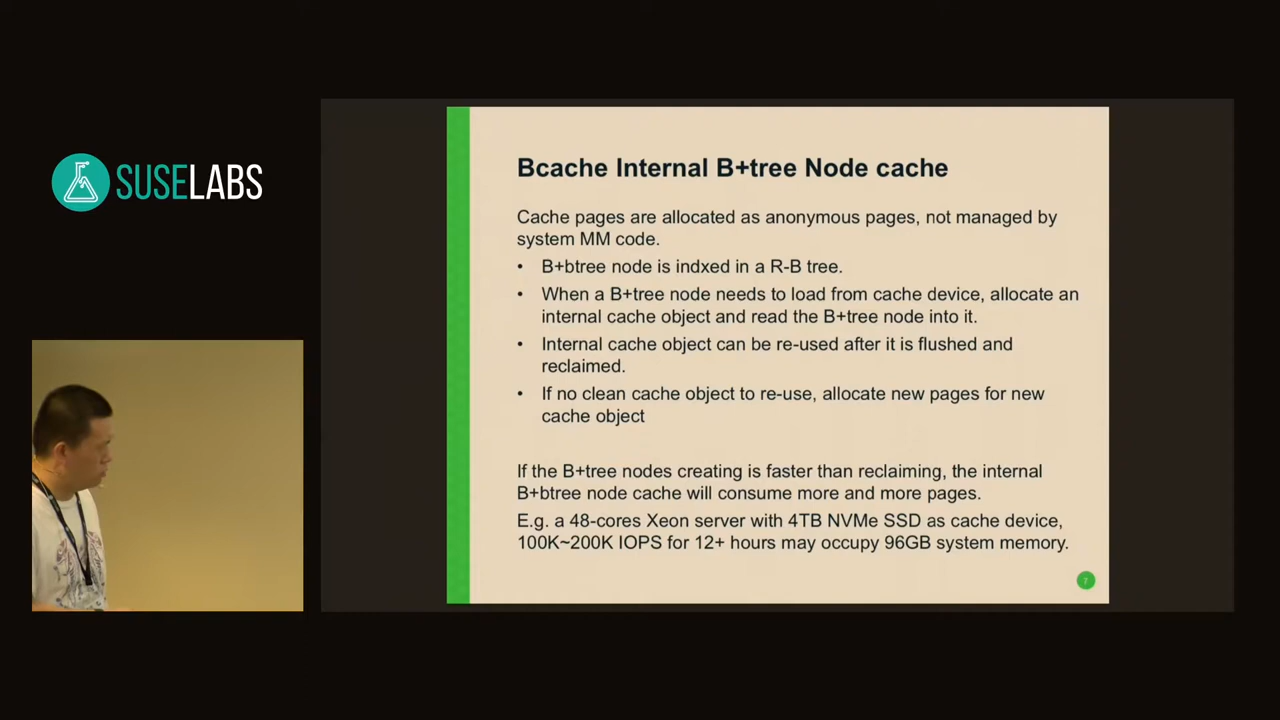 SUSELABS
Bcache Internal B+tree Node cache
Cache pages are allocated as anonymous pages, not managed by
system MM code.
• B+btree node is indxed in a R-B tree.
• When a B+tree node needs to load from cache device, allocate an
internal cache object and read the B+tree node into it.
• Internal cache object can be re-used after it is flushed and
reclaimed.
• If no clean cache object to re-use, allocate new pages for new
cache object
If the B+tree nodes creating is faster than reclaiming, the internal
B+btree node cache will consume more and more pages.
E.g. a 48-cores Xeon server with 4TB NVMe SSD as cache device,
100K~200K IOPS for 12+ hours may occupy 96GB system memory.
7